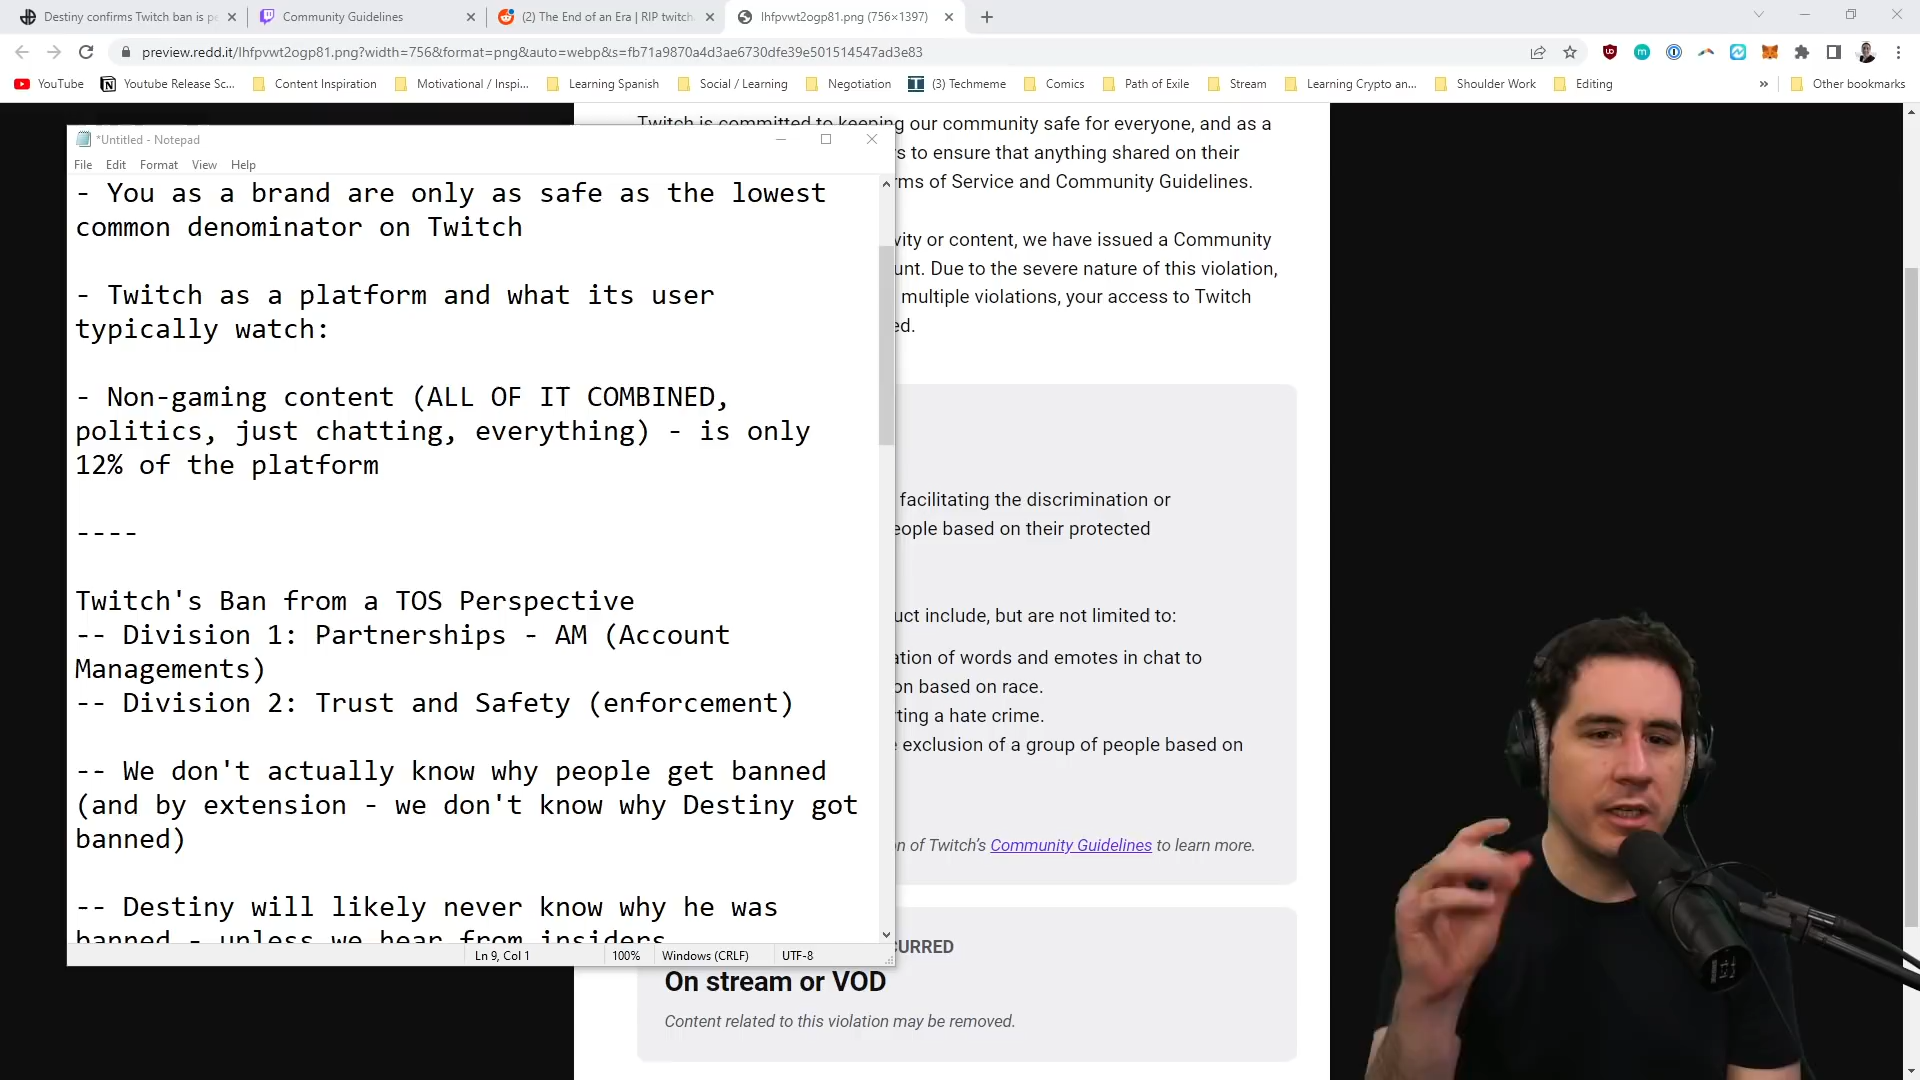 Destiny confirms Twitch ban is pe
Community Guidelines
(2) The End of an Era | RIP twitch.
lhfpvwt2ogp81.png (756×1397)
preview.redd.it/lhfpvwt2ogp81.png?width=756&format=png&auto=webp&s=fb71a9870a4d3ae6730dfe39e501514547ad3e83
YouTube
Youtube Release Sc...
Content Inspiration
Motivational / Inspi...
Learning Spanish
Social / Learning
Negotiation
(3) Techmeme
Comics
Path of Exile
Stream
Learning Crypto an...
Shoulder Work
Editing
»
Other bookmarks
*Untitled - Notepad
File Edit Format View Help
- You as a brand are only as safe as the lowest
common denominator on Twitch
- Twitch as a platform and what its user
typically watch:
- Non-gaming content (ALL OF IT COMBINED,
politics, just chatting, everything) - is only
12% of the platform
----
Twitch's Ban from a TOS Perspective
-- Division 1: Partnerships - AM (Account
Managements)
-- Division 2: Trust and Safety (enforcement)
-- We don't actually know why people get banned
(and by extension - we don't know why Destiny got
banned)
-- Destiny will likely never know why he was
banned - unless we hear from insiders
Ln 9, Col 1 100% Windows (CRLF) UTF-8
Twitch is committed to keeping our community safe for everyone, and as a
s to ensure that anything shared on their
rms of Service and Community Guidelines.
vity or content, we have issued a Community
unt. Due to the severe nature of this violation,
multiple violations, your access to Twitch
ed.
facilitating the discrimination or
eople based on their protected
uct include, but are not limited to:
ation of words and emotes in chat to
on based on race.
rting a hate crime.
exclusion of a group of people based on
n of Twitch's Community Guidelines to learn more.
CURRED
On stream or VOD
Content related to this violation may be removed.